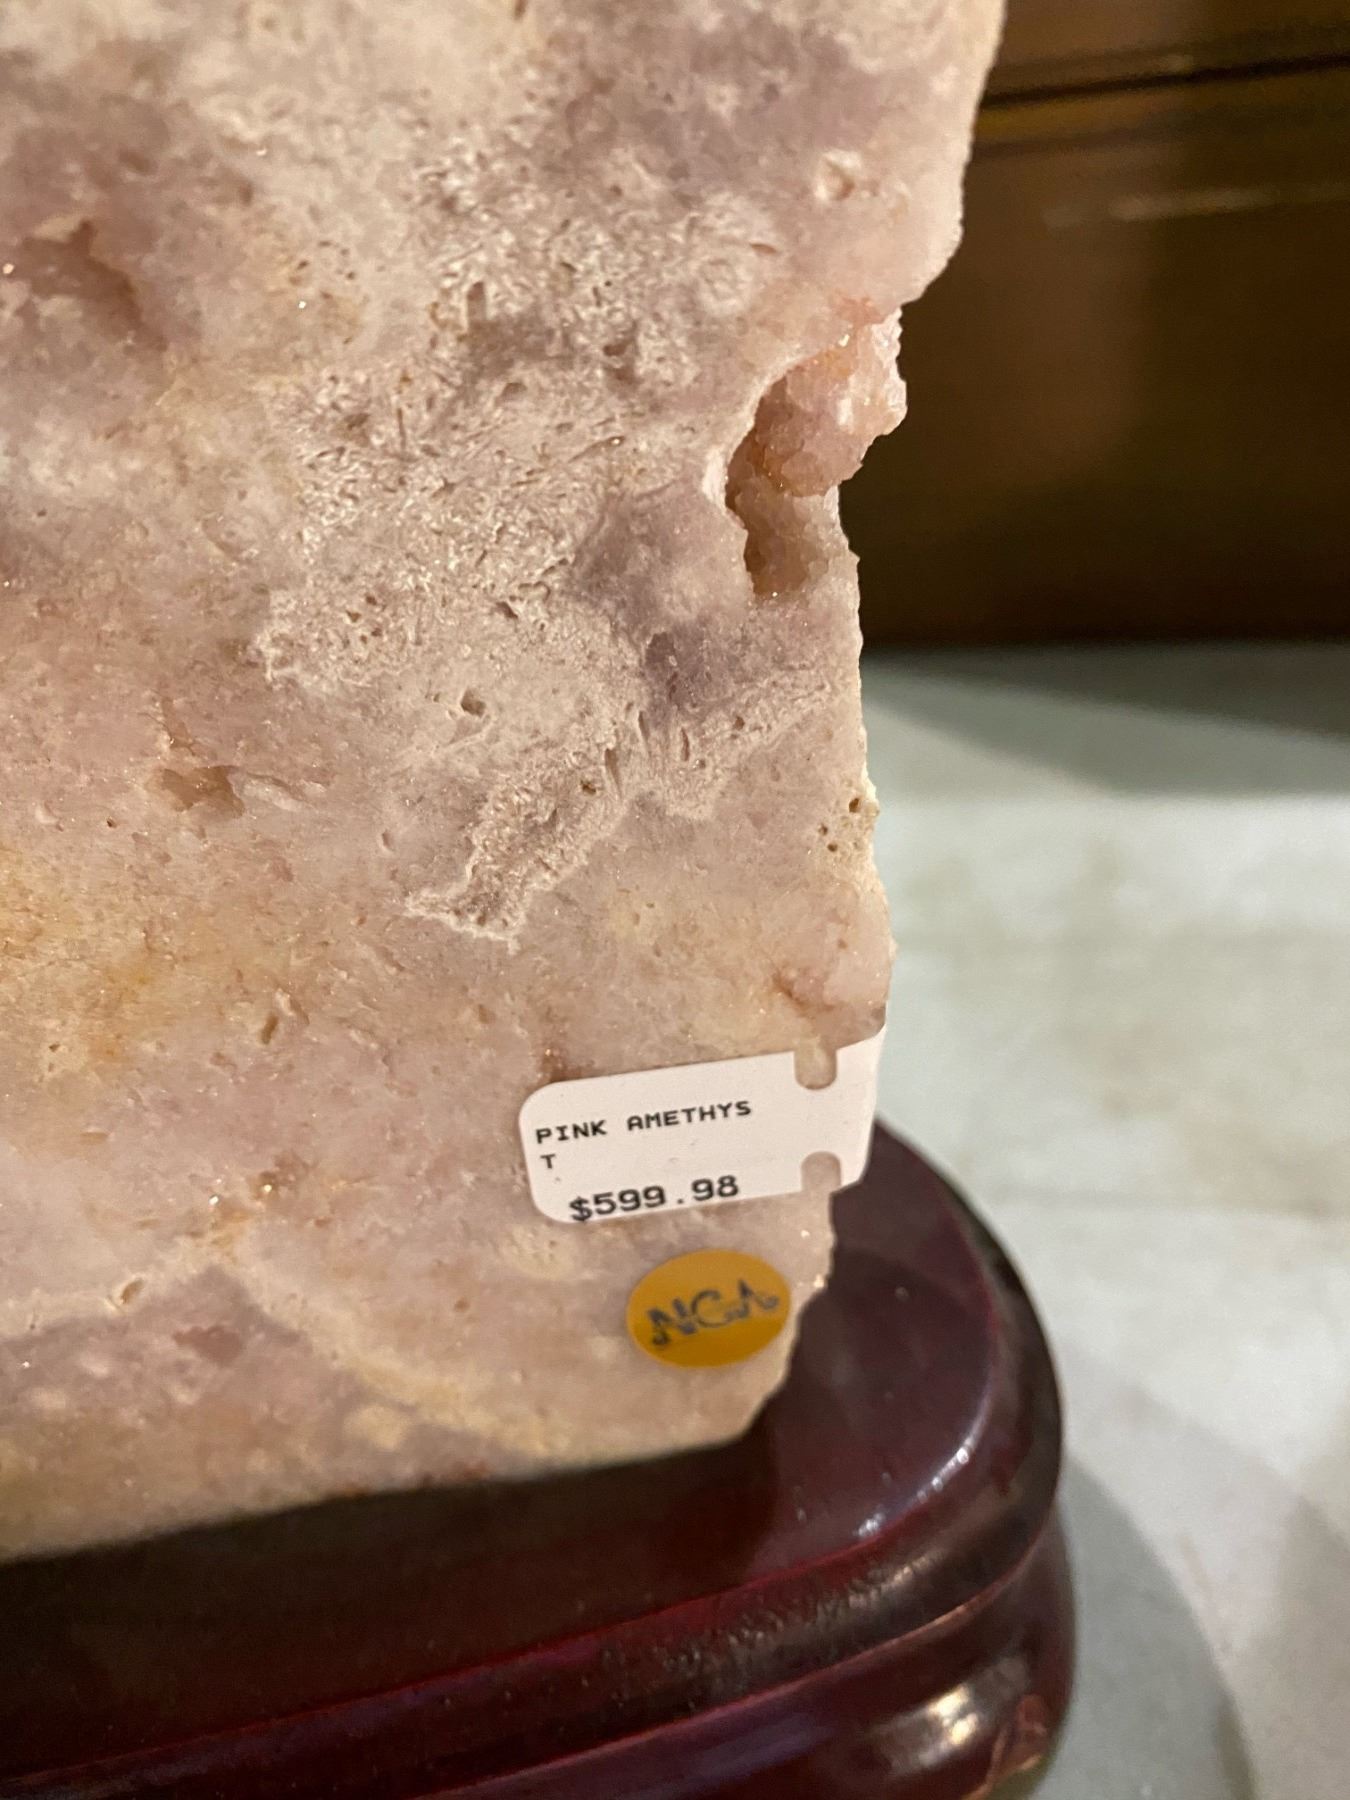 PINK AMETHYS
T
$599.98
NGA